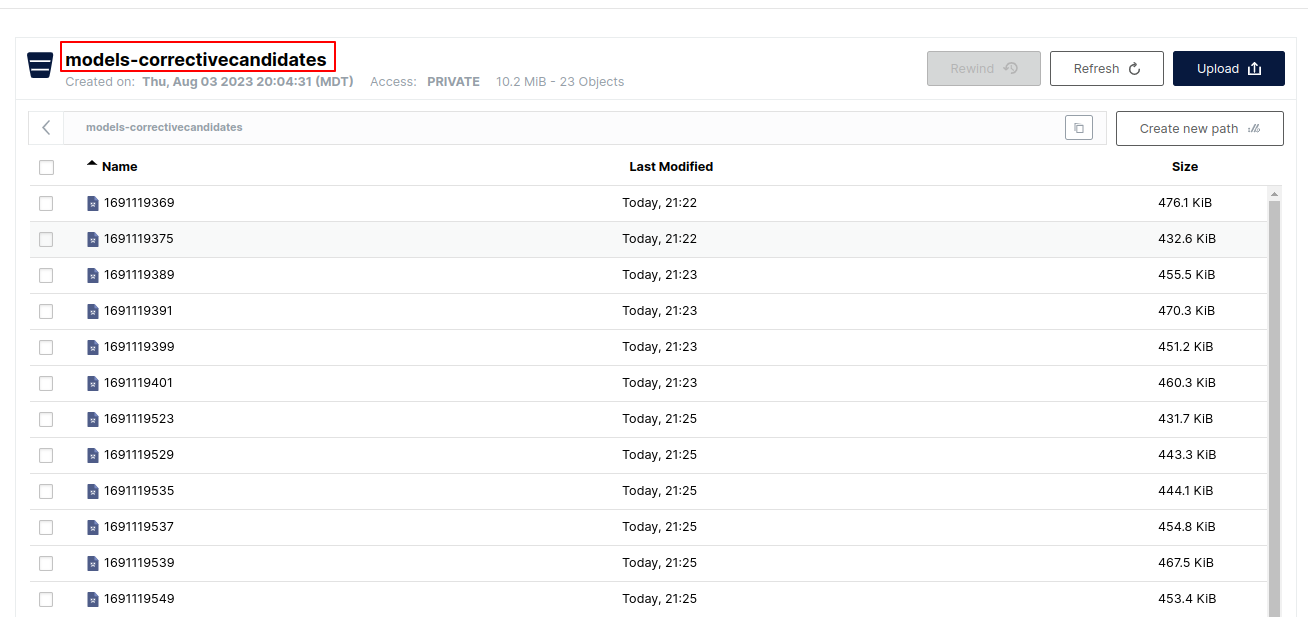 models-correctivecandidates
Created on: Thu, Aug 03 2023 20:04:31 (MDT) Access: PRIVATE 10.2 MiB - 23 Objects
Rewind Refresh Upload
models-correctivecandidates
Create new path
Name Last Modified Size
1691119369 Today, 21:22 476.1 KiB
1691119375 Today, 21:22 432.6 KiB
1691119389 Today, 21:23 455.5 KiB
1691119391 Today, 21:23 470.3 KiB
1691119399 Today, 21:23 451.2 KiB
1691119401 Today, 21:23 460.3 KiB
1691119523 Today, 21:25 431.7 KiB
1691119529 Today, 21:25 443.3 KiB
1691119535 Today, 21:25 444.1 KiB
1691119537 Today, 21:25 454.8 KiB
1691119539 Today, 21:25 467.5 KiB
1691119549 Today, 21:25 453.4 KiB